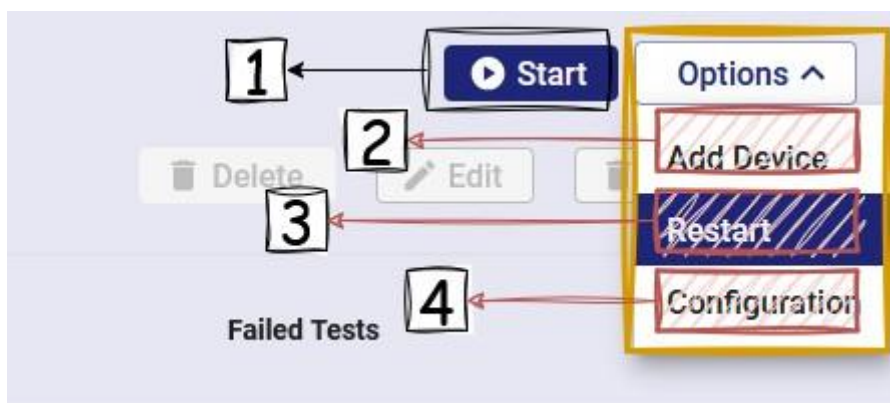 1 Start Options
2 Add Device
Delete Edit
3 Restart
4 Configuration
Failed Tests